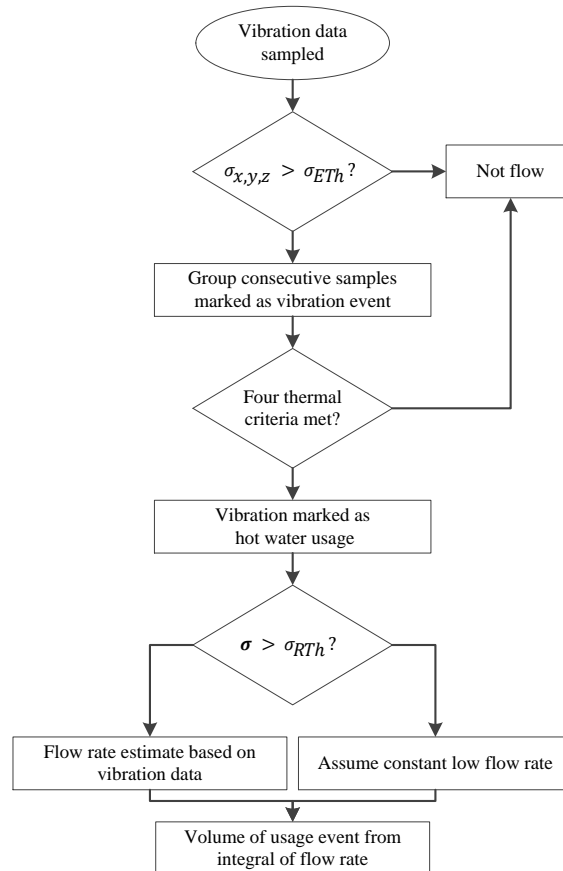 Vibration data
sampled
σx,y,z > σETh?
Not flow
Group consecutive samples
marked as vibration event
Four thermal
criteria met?
Vibration marked as
hot water usage
σ > σRTh?
Flow rate estimate based on
vibration data
Assume constant low flow rate
Volume of usage event from
integral of flow rate